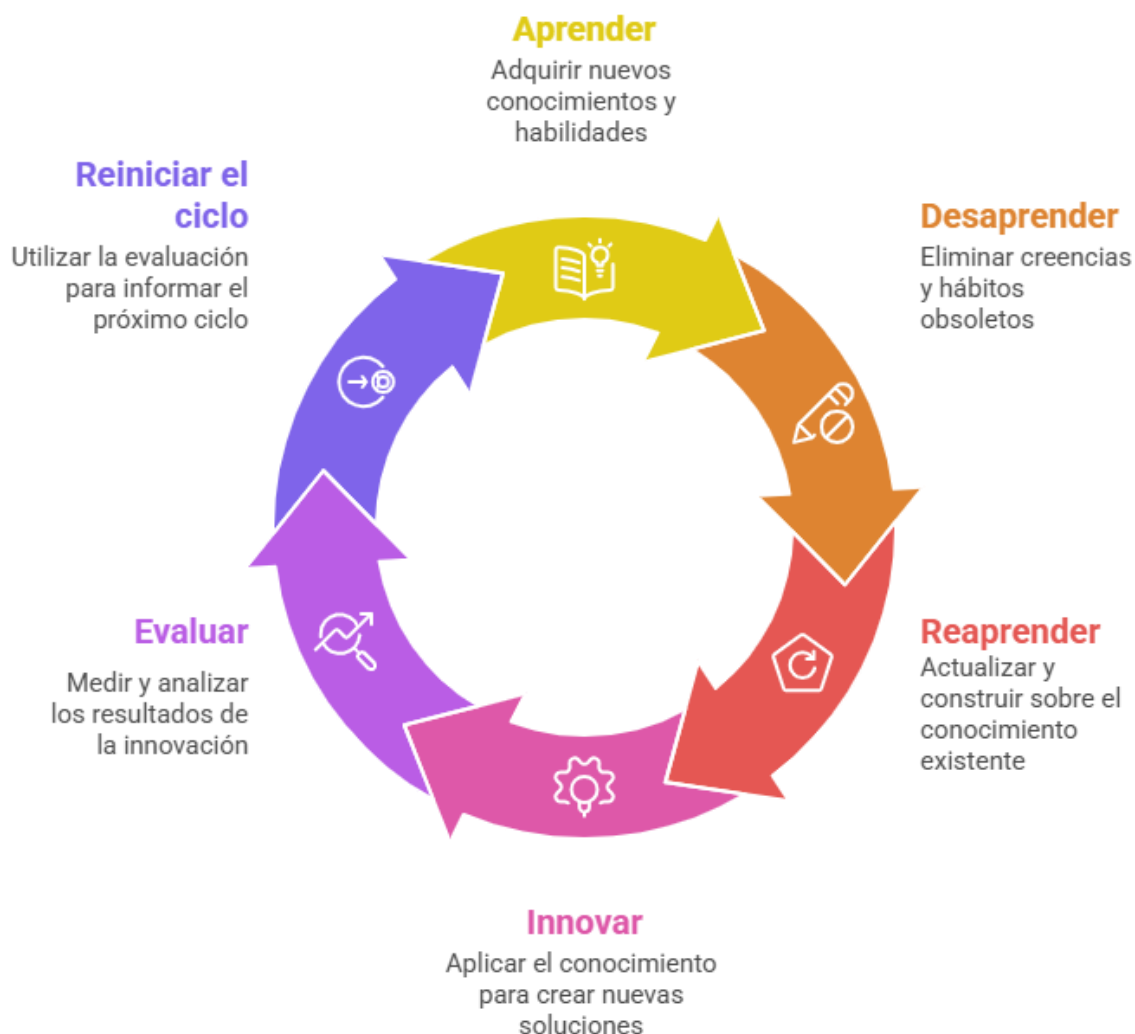 Aprender
Adquirir nuevos
conocimientos y
habilidades
Desaprender
Eliminar creencias
y hábitos
obsoletos
Reaprender
Actualizar y
construir sobre el
conocimiento
existente
Innovar
Aplicar el conocimiento
para crear nuevas
soluciones
Evaluar
Medir y analizar
los resultados de
la innovación
Reiniciar el
ciclo
Utilizar la evaluación
para informar el
próximo ciclo